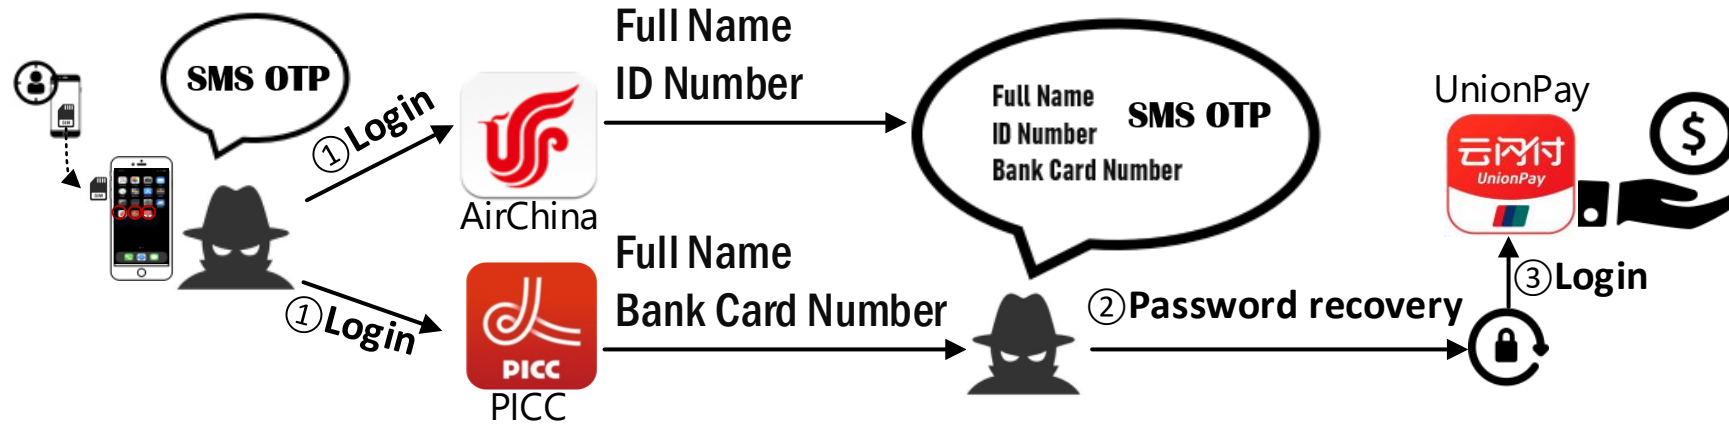 SMS OTP
①Login
AirChina
①Login
PICC
PICC
Full Name
ID Number
Full Name
Bank Card Number
Full Name
ID Number
Bank Card Number
SMS OTP
②Password recovery
UnionPay
云闪付
UnionPay
$
③Login